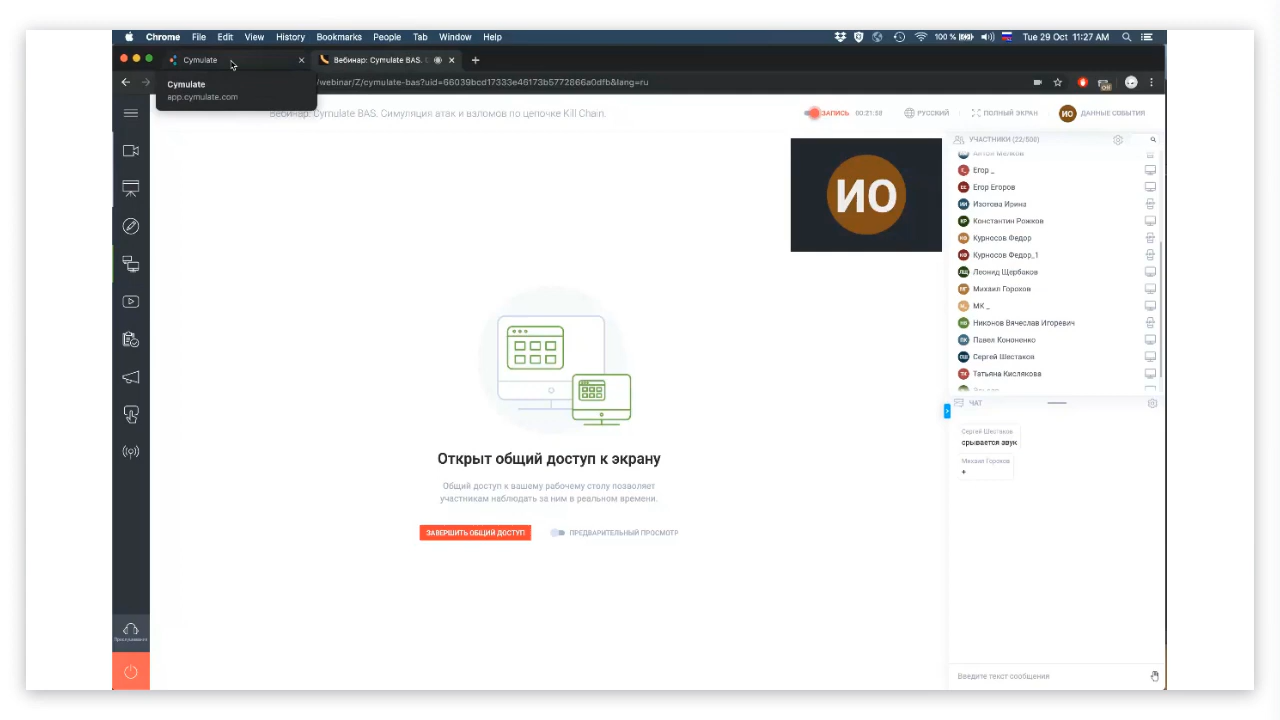 Chrome File Edit View History Bookmarks People Tab Window Help
100 %
Tue 29 Oct 11:27 AM
Cymulate
Вебинар: Cymulate BAS. С
/webinar/Z/cymulate-bas?uid=66039bcd17333e46173b5772866a0dfb&lang=ru
Cymulate
app.cymulate.com
Вебинар: Cymulate BAS. Симуляция атак и взломов по цепочке Kill Chain.
ЗАПИСЬ 00:21:58
РУССКИЙ
ПОЛНЫЙ ЭКРАН
ИО ДАННЫЕ СОБЫТИЯ
ИО
УЧАСТНИКИ (22/500)
Егор _
Егор Егоров
Изотова Ирина
Константин Рожков
Курносов Федор
Курносов Федор_1
Леонид Щербаков
Михаил Горохов
МК _
Никонов Вячеслав Игоревич
Павел Кононенко
Сергей Шестаков
Татьяна Кислякова
ЧАТ
Сергей Шестаков
срывается звук
Михаил Горохов
+
Открыт общий доступ к экрану
Общий доступ к вашему рабочему столу позволяет
участникам наблюдать за ним в реальном времени.
ЗАВЕРШИТЬ ОБЩИЙ ДОСТУП
ПРЕДВАРИТЕЛЬНЫЙ ПРОСМОТР
Введите текст сообщения